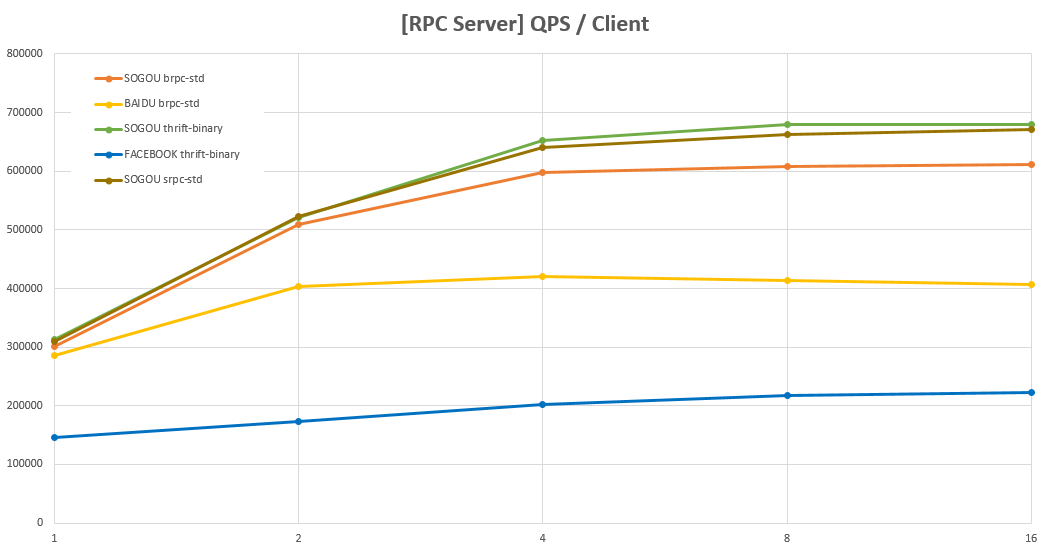 [RPC Server] QPS / Client
800000
700000
600000
500000
400000
300000
200000
100000
0
SOGOU brpc-std
BAIDU brpc-std
SOGOU thrift-binary
FACEBOOK thrift-binary
SOGOU srpc-std
1 2 4 8 16